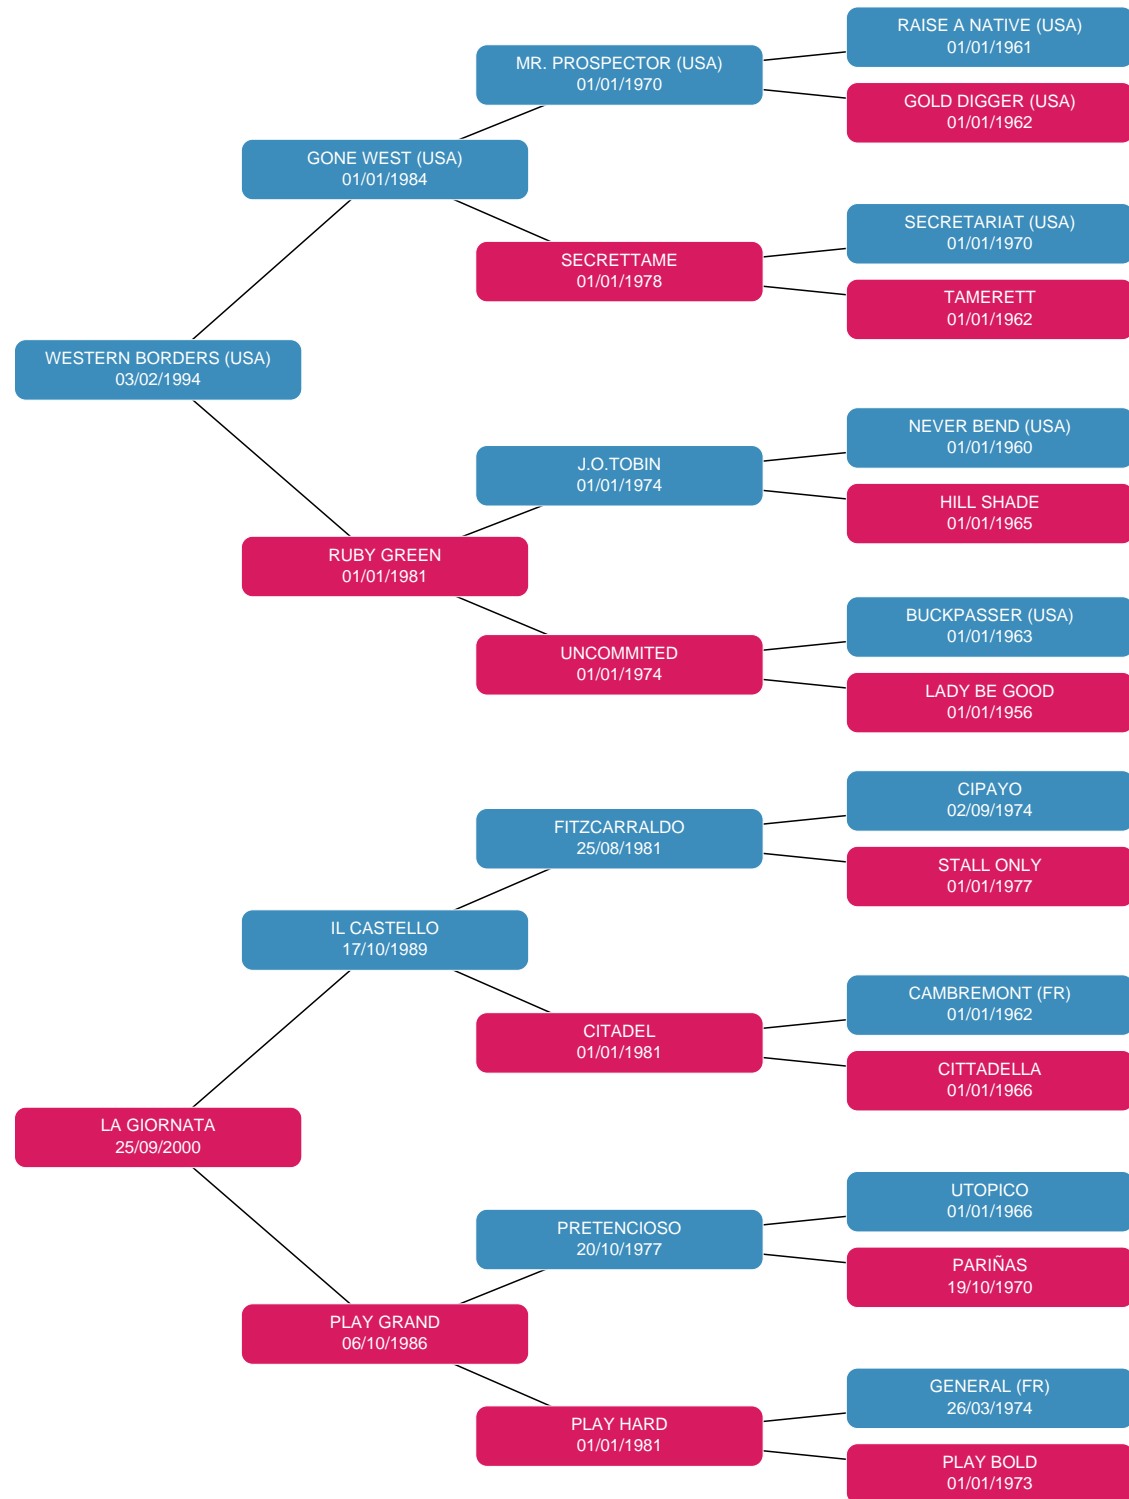 RAISE A NATIVE (USA)
01/01/1961
MR. PROSPECTOR (USA)
01/01/1970
GOLD DIGGER (USA)
01/01/1962
GONE WEST (USA)
01/01/1984
SECRETARIAT (USA)
01/01/1970
SECRETTAME
01/01/1978
TAMERETT
01/01/1962
WESTERN BORDERS (USA)
03/02/1994
NEVER BEND (USA)
01/01/1960
J.O.TOBIN
01/01/1974
HILL SHADE
01/01/1965
RUBY GREEN
01/01/1981
BUCKPASSER (USA)
01/01/1963
UNCOMMITED
01/01/1974
LADY BE GOOD
01/01/1956
CIPAYO
02/09/1974
FITZCARRALDO
25/08/1981
STALL ONLY
01/01/1977
IL CASTELLO
17/10/1989
CAMBREMONT (FR)
01/01/1962
CITADEL
01/01/1981
CITTADELLA
01/01/1966
LA GIORNATA
25/09/2000
UTOPICO
01/01/1966
PRETENCIOSO
20/10/1977
PARIÑAS
19/10/1970
PLAY GRAND
06/10/1986
GENERAL (FR)
26/03/1974
PLAY HARD
01/01/1981
PLAY BOLD
01/01/1973